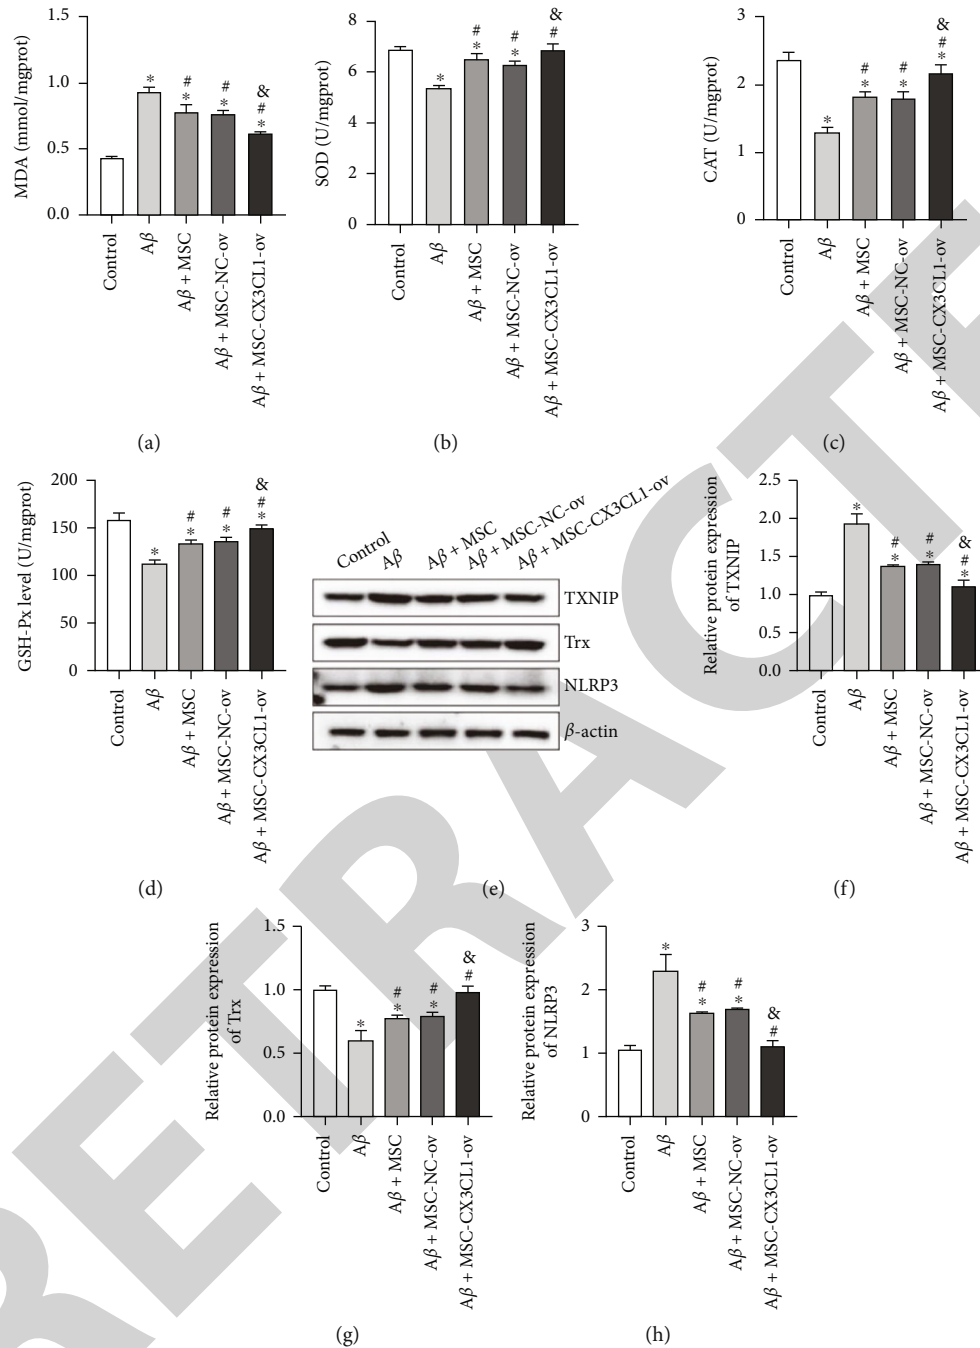 MDA (mmol/mgprot)
1.5
1.0
0.5
0.0
*
#
*
#
*
&
#
*
Control
Aβ
Aβ + MSC
Aβ + MSC-NC-ov
Aβ + MSC-CX3CL1-ov
(a)
SOD (U/mgprot)
8
6
4
2
0
*
#
*
#
*
&
#
Control
Aβ
Aβ + MSC
Aβ + MSC-NC-ov
Aβ + MSC-CX3CL1-ov
(b)
CAT (U/mgprot)
3
2
1
0
*
#
*
#
*
&
#
*
Control
Aβ
Aβ + MSC
Aβ + MSC-NC-ov
Aβ + MSC-CX3CL1-ov
(c)
GSH-Px level (U/mgprot)
200
150
100
50
0
*
#
*
#
*
&
#
*
Control
Aβ
Aβ + MSC
Aβ + MSC-NC-ov
Aβ + MSC-CX3CL1-ov
(d)
Control
Aβ
Aβ + MSC
Aβ + MSC-NC-ov
Aβ + MSC-CX3CL1-ov
TXNIP
Trx
NLRP3
β-actin
(e)
Relative protein expression
of TXNIP
2.5
2.0
1.5
1.0
0.5
0.0
*
#
*
#
*
&
#
*
Control
Aβ
Aβ + MSC
Aβ + MSC-NC-ov
Aβ + MSC-CX3CL1-ov
(f)
Relative protein expression
of Trx
1.5
1.0
0.5
0.0
*
#
*
#
*
&
#
Control
Aβ
Aβ + MSC
Aβ + MSC-NC-ov
Aβ + MSC-CX3CL1-ov
(g)
Relative protein expression
of NLRP3
3
2
1
0
*
#
*
#
*
&
#
Control
Aβ
Aβ + MSC
Aβ + MSC-NC-ov
Aβ + MSC-CX3CL1-ov
(h)
RETRACTE